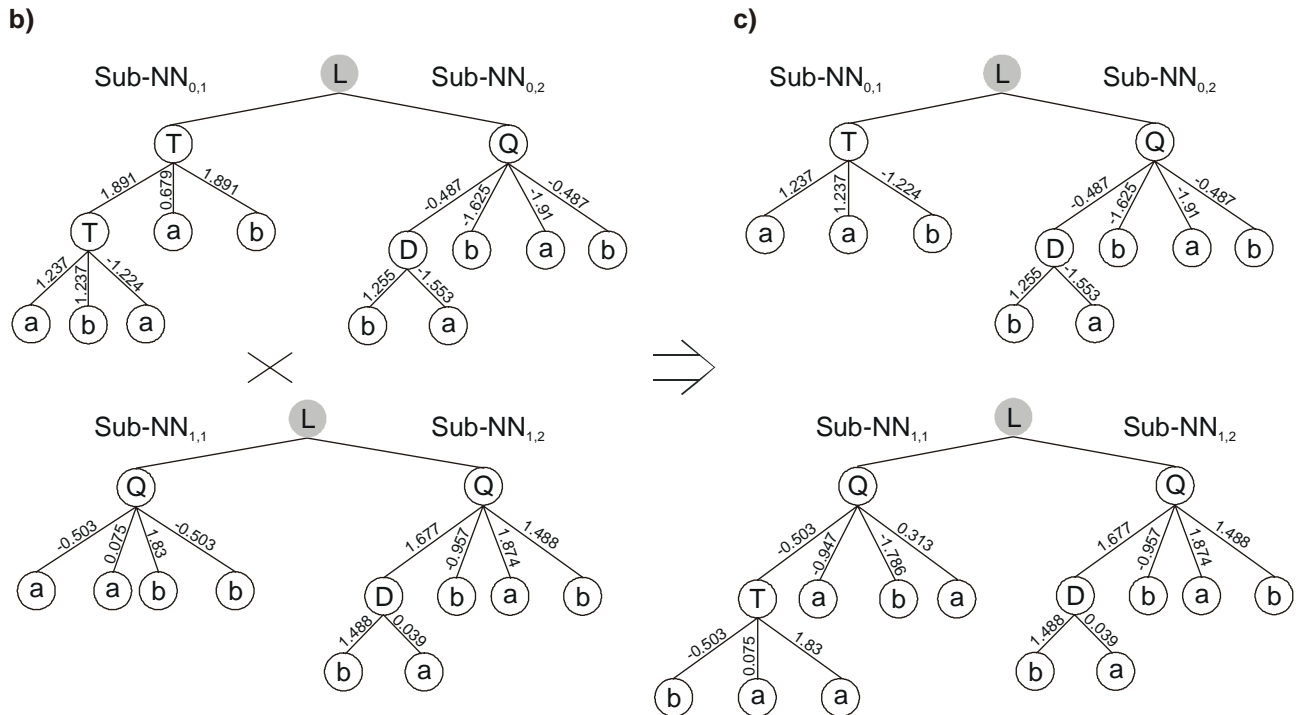 b)
c)
Sub-NN0,1 L Sub-NN0,2
T Q
1.891 0.679 1.891 -0.487 -1.625 -1.91 -0.487
T a b D b a b
1.237 1.237 -1.224 1.255 -1.553
a b a b a
Sub-NN1,1 L Sub-NN1,2
Q Q
-0.503 0.075 1.83 -0.503 1.677 -0.957 1.874 1.488
a a b b D b a b
1.488 0.039
b a
Sub-NN0,1 L Sub-NN0,2
T Q
1.237 1.237 -1.224 -0.487 -1.625 -1.91 -0.487
a a b D b a b
1.255 -1.553
b a
Sub-NN1,1 L Sub-NN1,2
Q Q
-0.503 -0.947 -1.786 0.313 1.677 -0.957 1.874 1.488
T a b a D b a b
-0.503 0.075 1.83 1.488 0.039
b a a b a